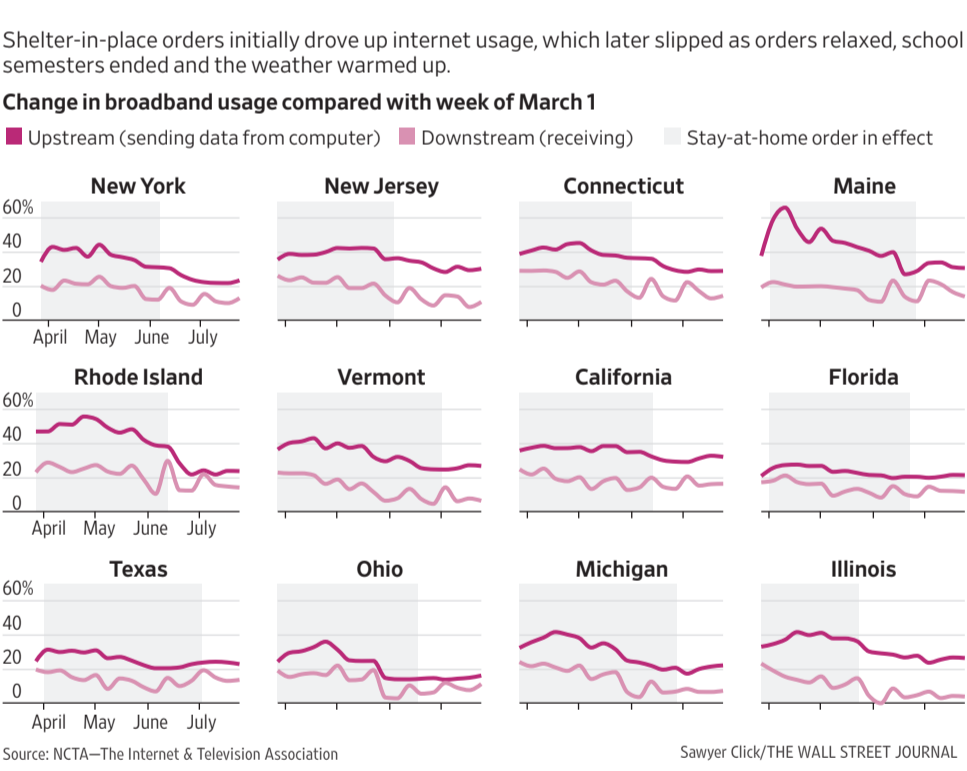 Shelter-in-place orders initially drove up internet usage, which later slipped as orders relaxed, school
semesters ended and the weather warmed up.
Change in broadband usage compared with week of March 1
Upstream (sending data from computer) Downstream (receiving) Stay-at-home order in effect
New York New Jersey Connecticut Maine
60%
40
20
0
April May June July
Rhode Island Vermont California Florida
60%
40
20
0
April May June July
Texas Ohio Michigan Illinois
60%
40
20
0
April May June July
Source: NCTA—The Internet & Television Association Sawyer Click/THE WALL STREET JOURNAL